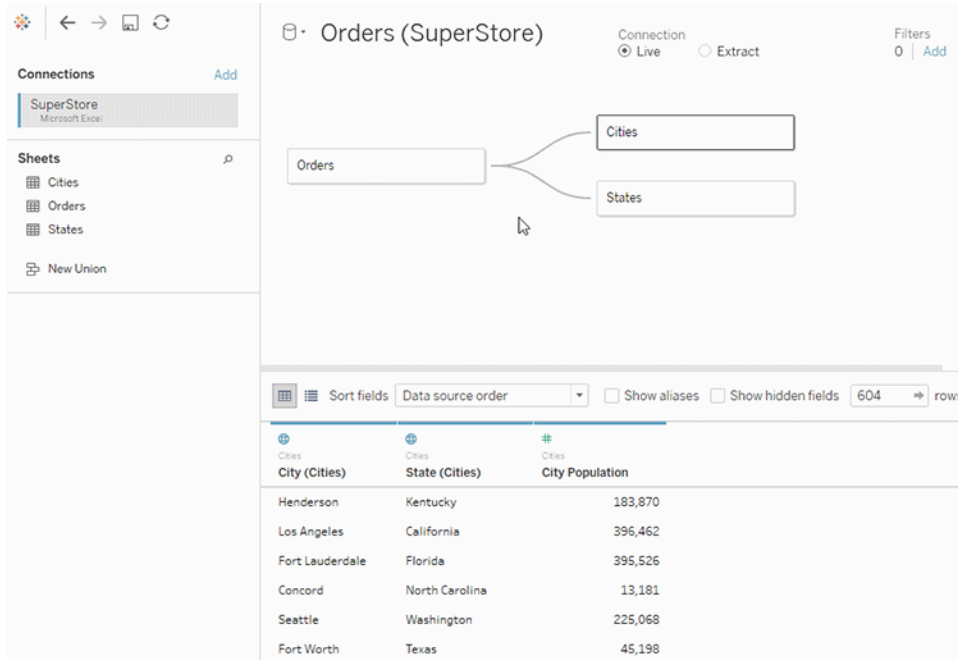 Orders (SuperStore)
Connection
Live
Extract
Filters
0 | Add
Connections
Add
SuperStore
Microsoft Excel
Sheets
Cities
Orders
States
New Union
Orders
Cities
States
Sort fields
Data source order
Show aliases
Show hidden fields
604
rows
Cities
Cities
Cities
City (Cities)
State (Cities)
City Population
Henderson Kentucky 183,870
Los Angeles California 396,462
Fort Lauderdale Florida 395,526
Concord North Carolina 13,181
Seattle Washington 225,068
Fort Worth Texas 45,198